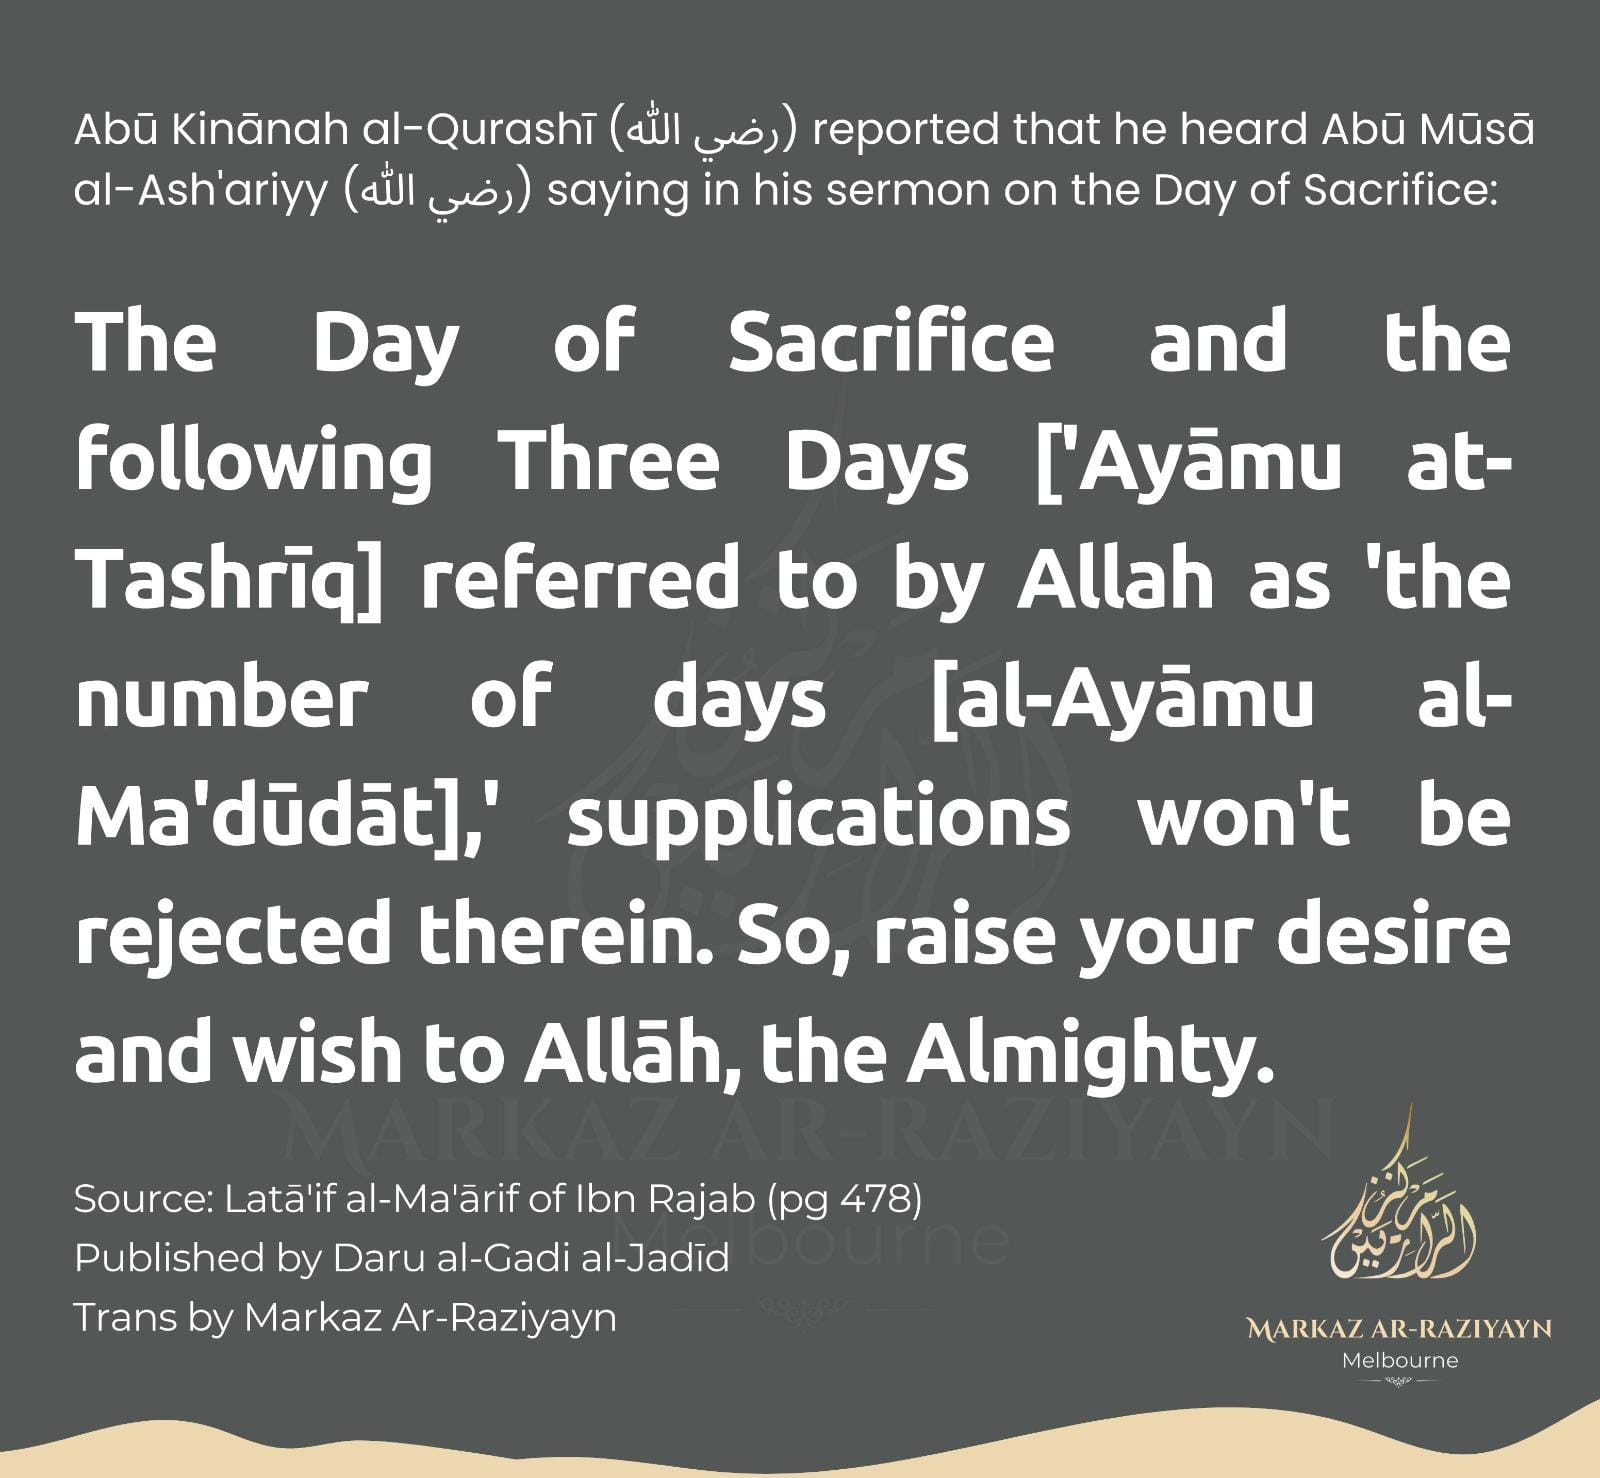 Abū Kinānah al-Qurashī (رضي الله) reported that he heard Abū Mūsā
al-Ash'ariyy (رضي الله) saying in his sermon on the Day of Sacrifice:
The Day of Sacrifice and the
following Three Days ['Ayāmu at-
Tashrīq] referred to by Allah as 'the
number of days [al-Ayāmu al-
Ma'dūdāt],' supplications won't be
rejected therein. So, raise your desire
and wish to Allāh, the Almighty.
MARKAZ AR-RAZIYAYN
Melbourne
Source: Latā'if al-Ma'ārif of Ibn Rajab (pg 478)
Published by Daru al-Gadi al-Jadīd
Trans by Markaz Ar-Raziyayn
مركز الرازيين
MARKAZ AR-RAZIYAYN
Melbourne